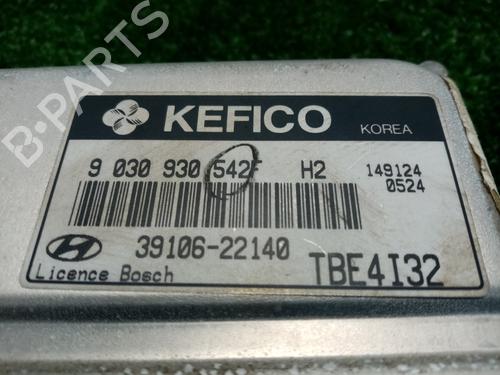 B-PARTS
KEFICO
KOREA
9 030 930 542F H2 149124
0524
39106-22140
Licence Bosch
TBE4I32